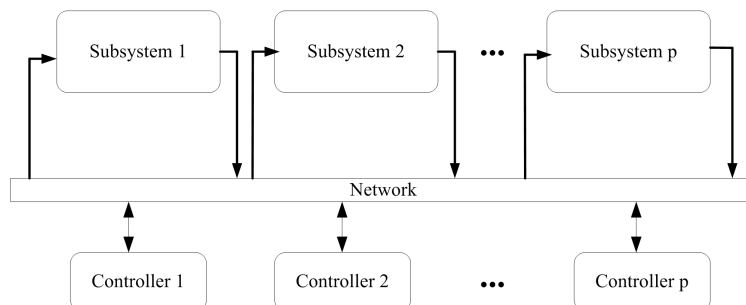 Subsystem 1
Subsystem 2
•••
Subsystem p
Network
Controller 1
Controller 2
•••
Controller p